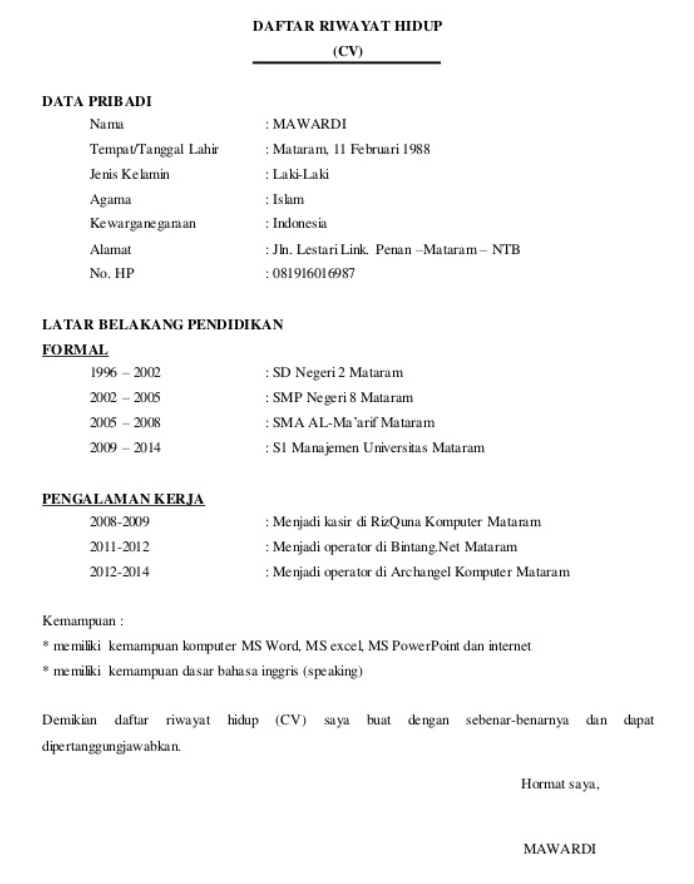 DAFTAR RIWAYAT HIDUP
(CV)
DATA PRIBADI
Nama : MAWARDI
Tempat/Tanggal Lahir : Mataram, 11 Februari 1988
Jenis Kelamin : Laki-Laki
Agama : Islam
Kewarganegaraan : Indonesia
Alamat : Jln. Lestari Link. Penan –Mataram – NTB
No. HP : 081916016987
LATAR BELAKANG PENDIDIKAN
FORMAL
1996 – 2002 : SD Negeri 2 Mataram
2002 – 2005 : SMP Negeri 8 Mataram
2005 – 2008 : SMA AL-Ma’arif Mataram
2009 – 2014 : S1 Manajemen Universitas Mataram
PENGALAMAN KERJA
2008-2009 : Menjadi kasir di RizQuna Komputer Mataram
2011-2012 : Menjadi operator di Bintang.Net Mataram
2012-2014 : Menjadi operator di Archangel Komputer Mataram
Kemampuan :
* memiliki kemampuan komputer MS Word, MS excel, MS PowerPoint dan internet
* memiliki kemampuan dasar bahasa inggris (speaking)
Demikian daftar riwayat hidup (CV) saya buat dengan sebenar-benarnya dan dapat
dipertanggungjawabkan.
Hormat saya,
MAWARDI